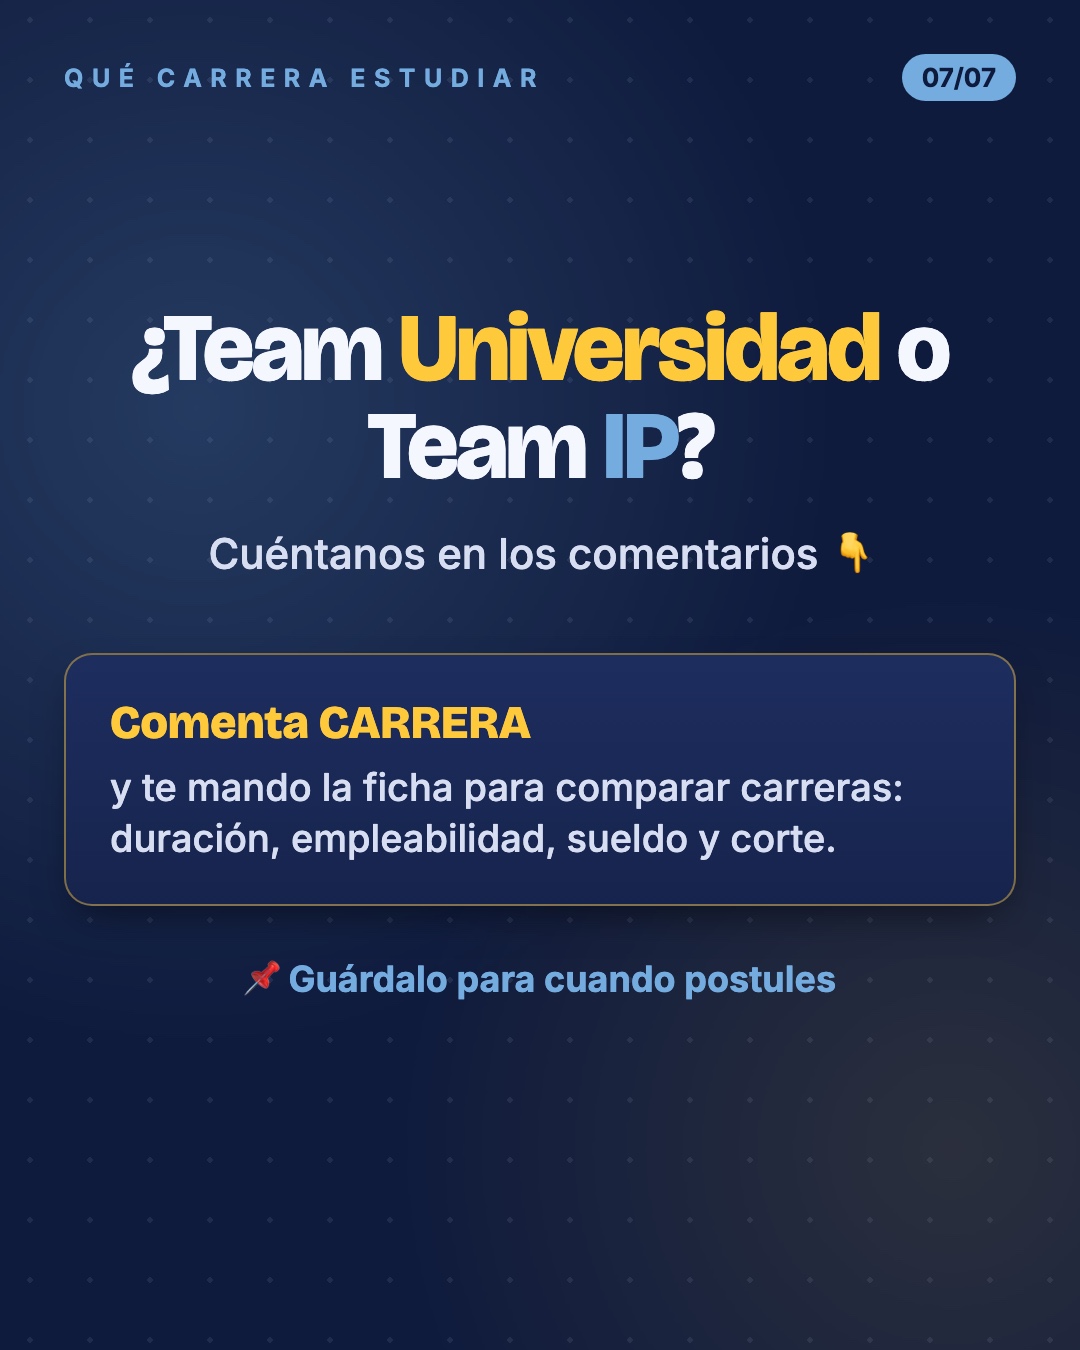 QUÉ CARRERA ESTUDIAR
07/07
¿Team Universidad o
Team IP?
Cuéntanos en los comentarios 👇
Comenta CARRERA
y te mando la ficha para comparar carreras:
duración, empleabilidad, sueldo y corte.
📌 Guárdalo para cuando postules